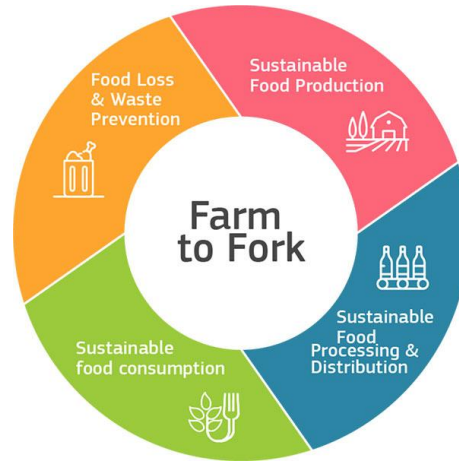 Farm
to Fork
Sustainable
Food Production
Sustainable
Food
Processing &
Distribution
Sustainable
food consumption
Food Loss
& Waste
Prevention